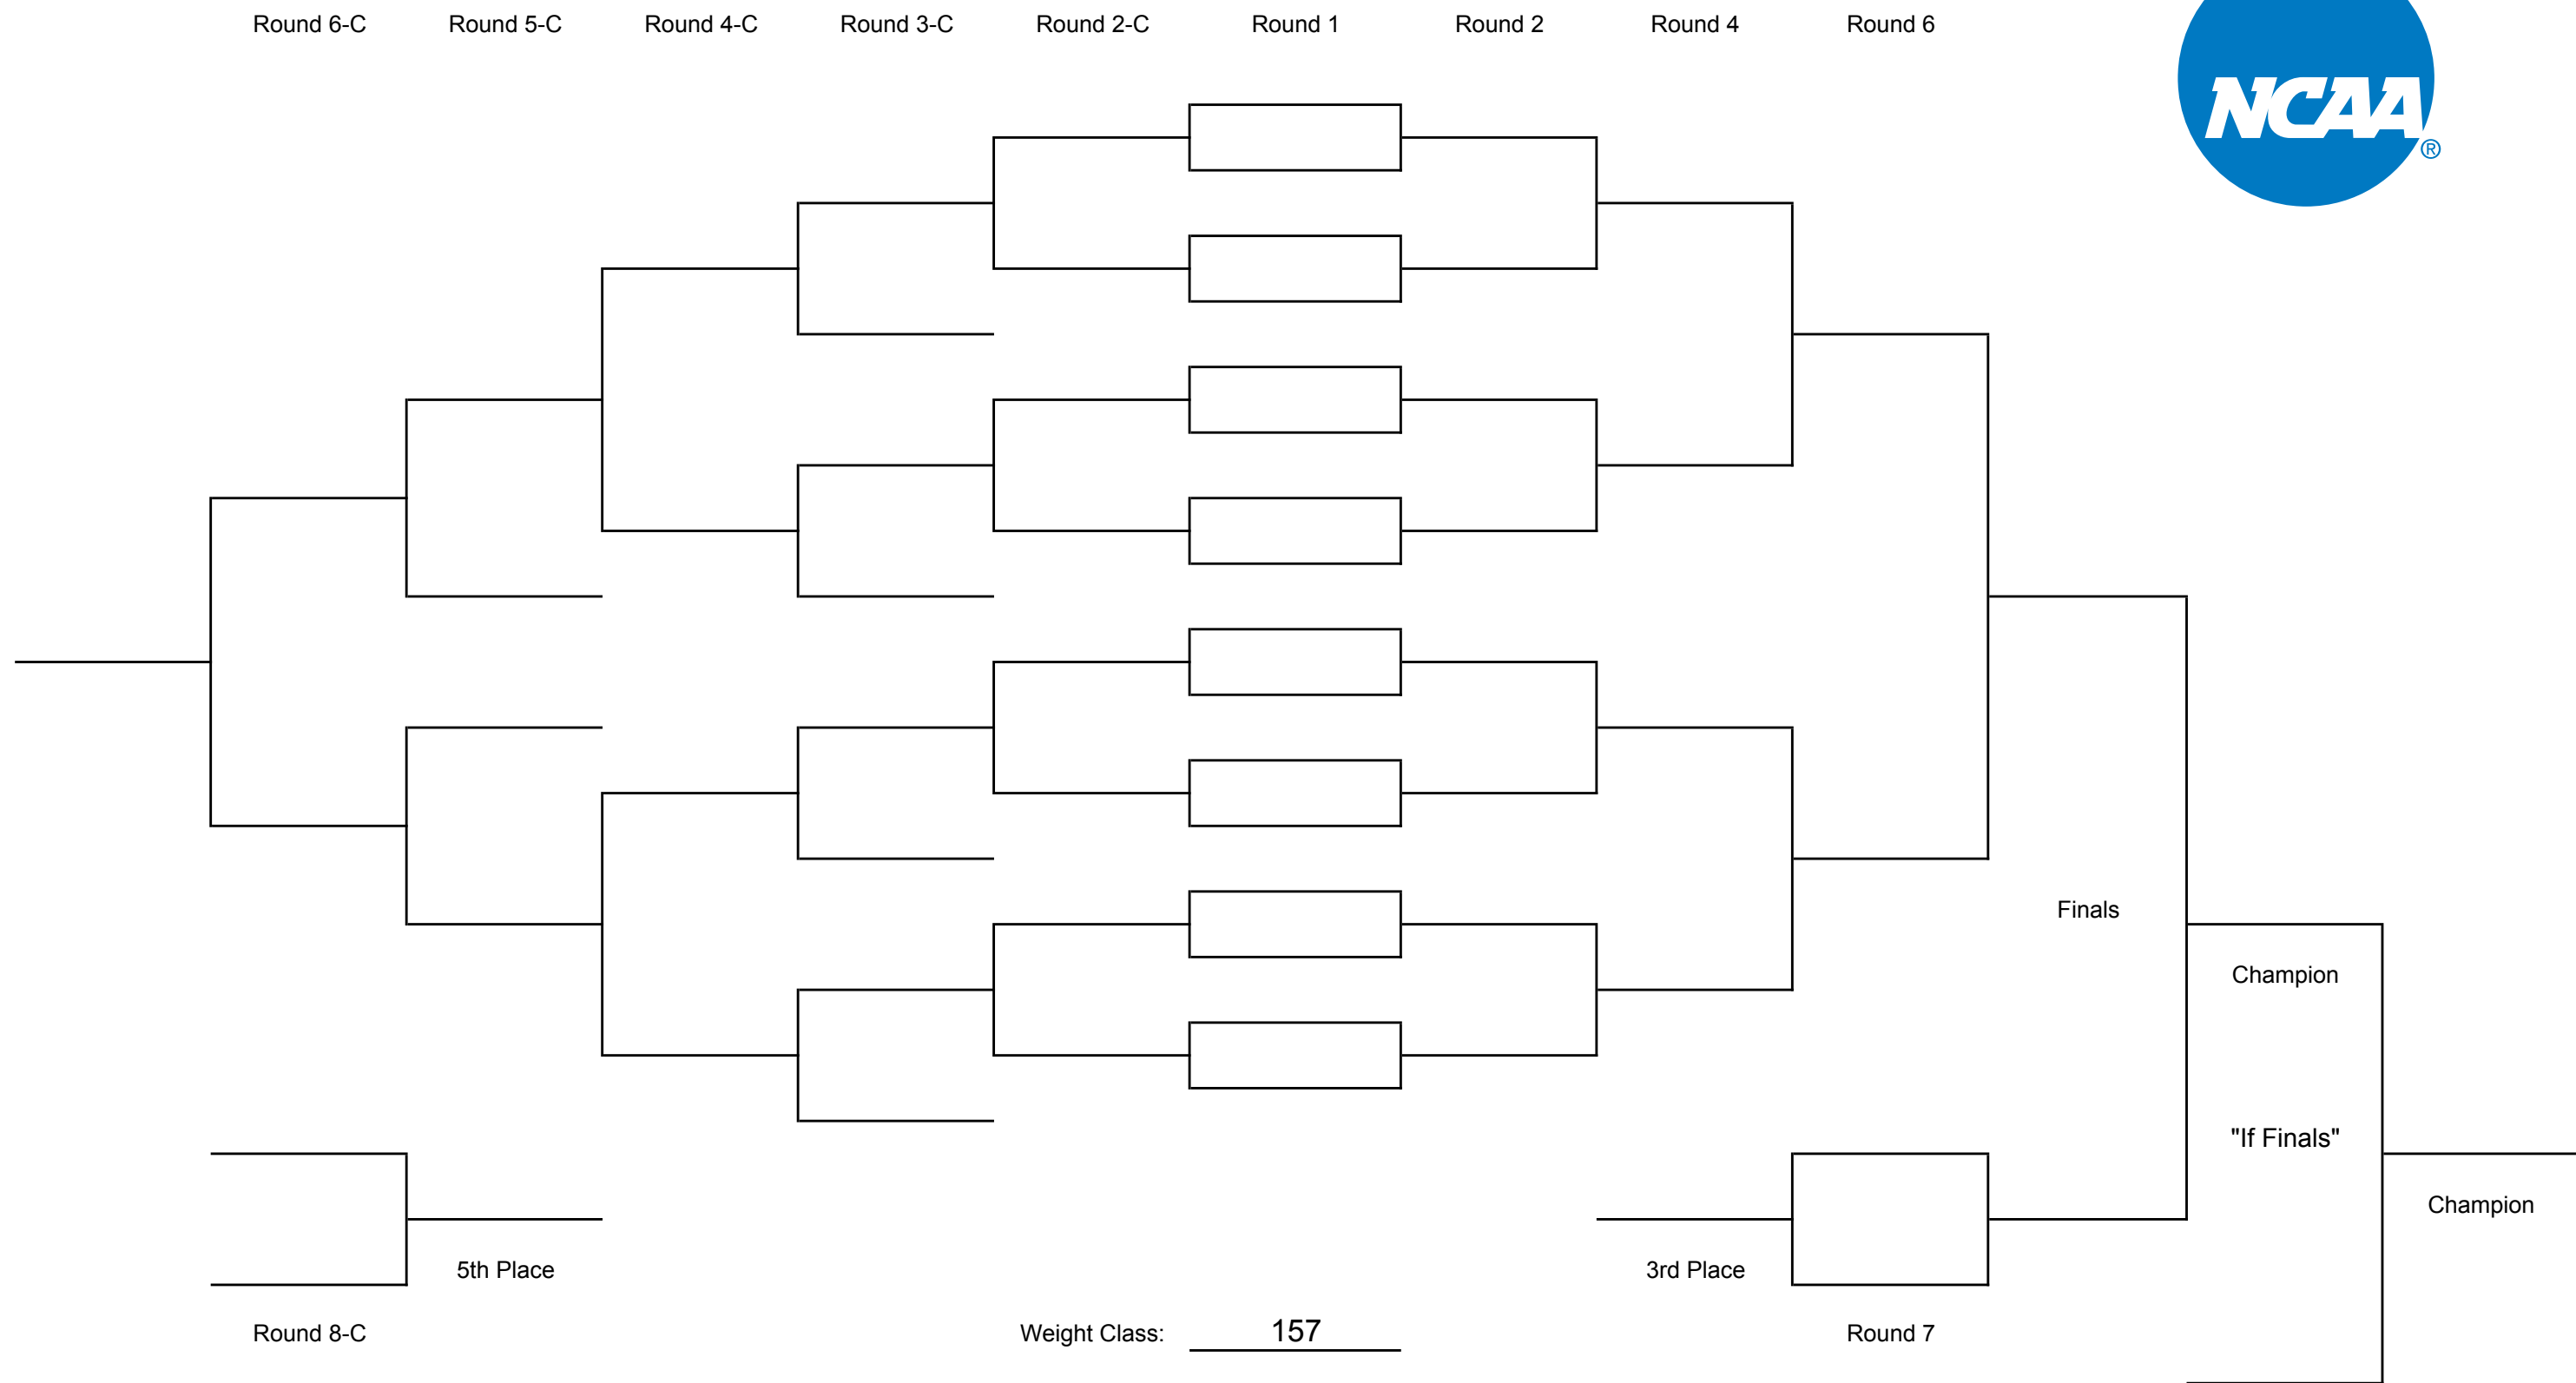 Round 6-C Round 5-C Round 4-C Round 3-C Round 2-C Round 1 Round 2 Round 4 Round 6
NCAA®
Finals
Champion
"If Finals"
Champion
5th Place
3rd Place
Round 8-C
Weight Class: 157
Round 7